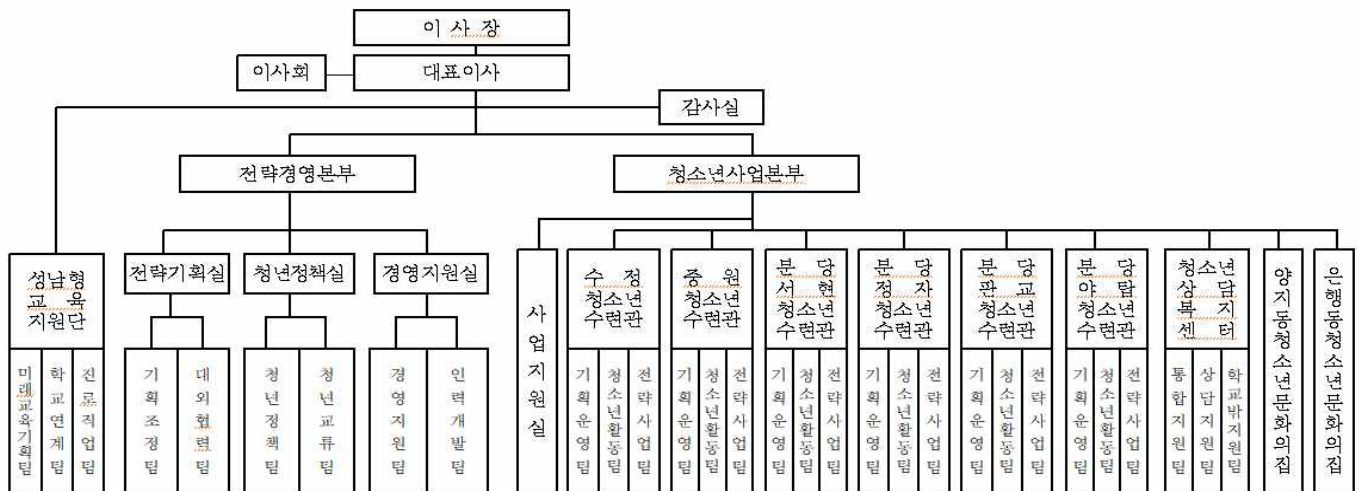 이 사 장
이사회
대표이사
감사실
전략경영본부
청소년사업본부
성남형
교 육
지원단
전략기획실
청년정책실
경영지원실
사업지원실
수 정
청소년
수련관
중 원
청소년
수련관
분 당
서 현
청소년
수련관
분 당
정 자
청소년
수련관
분 당
판 교
청소년
수련관
분 당
야 탑
청소년
수련관
청소년
상 담
복 지
센 터
양지동청소년문화의집
은행동청소년문화의집
미래교육기획팀
학교연계팀
진로직업팀
기획조정팀
대외협력팀
청년정책팀
청년교류팀
경영지원팀
인력개발팀
기획운영팀
청소년활동팀
전략사업팀
기획운영팀
청소년활동팀
전략사업팀
기획운영팀
청소년활동팀
전략사업팀
기획운영팀
청소년활동팀
전략사업팀
기획운영팀
청소년활동팀
전략사업팀
기획운영팀
청소년활동팀
전략사업팀
통합지원팀
상담지원팀
학교밖지원팀